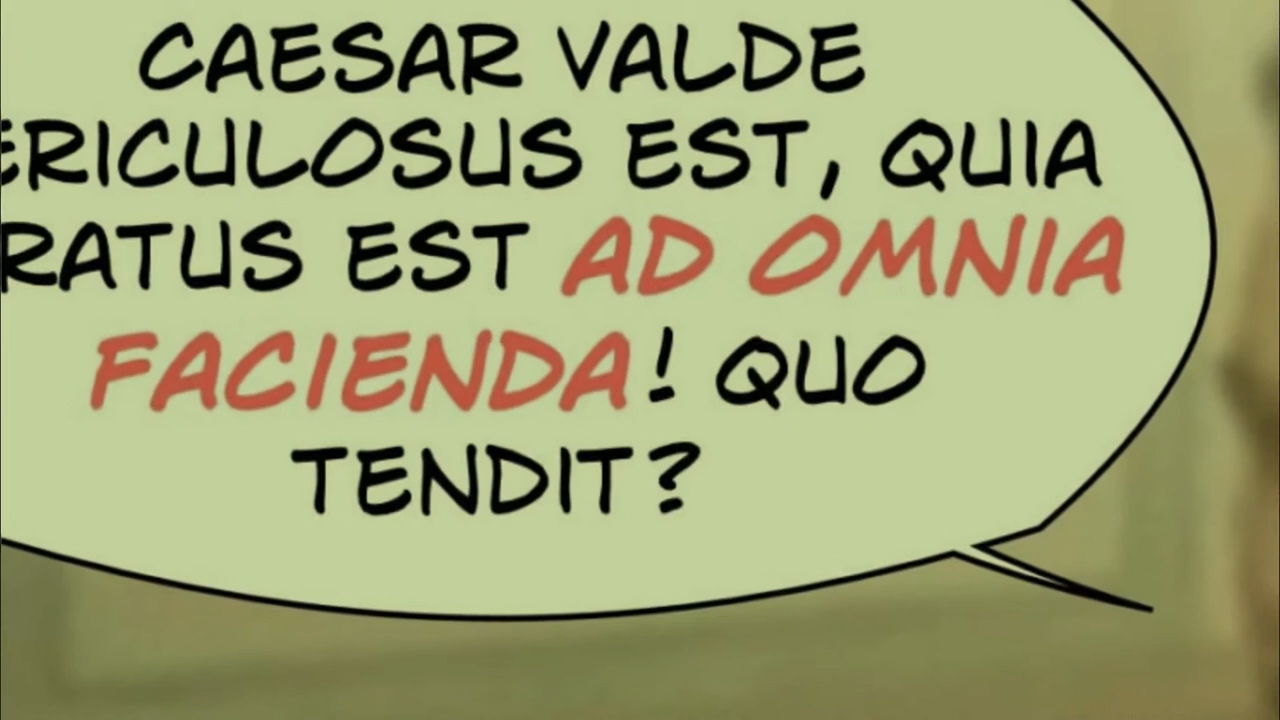 CAESAR VALDE
ERICULOSUS EST, QUIA
RATUS EST AD OMNIA
FACIENDA! QUO
TENDIT?